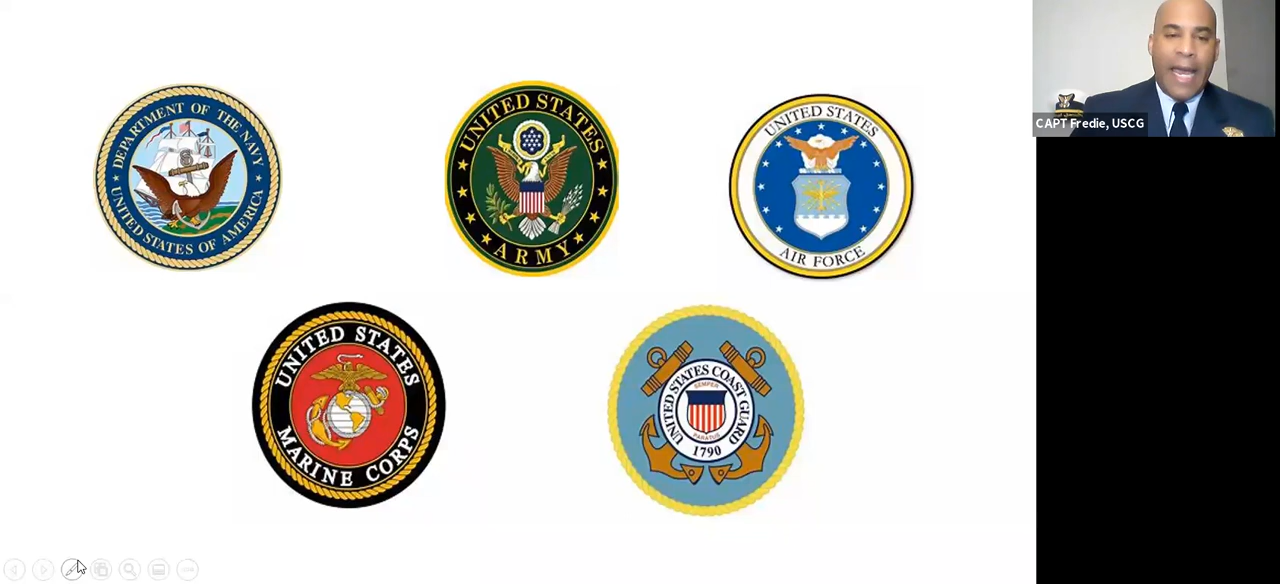 DEPARTMENT OF THE NAVY
UNITED STATES OF AMERICA
UNITED STATES
ARMY
UNITED STATES
AIR FORCE
CAPT Fredie, USCG
UNITED STATES
MARINE CORPS
UNITED STATES COAST GUARD
SEMPER
PARATUS
1790